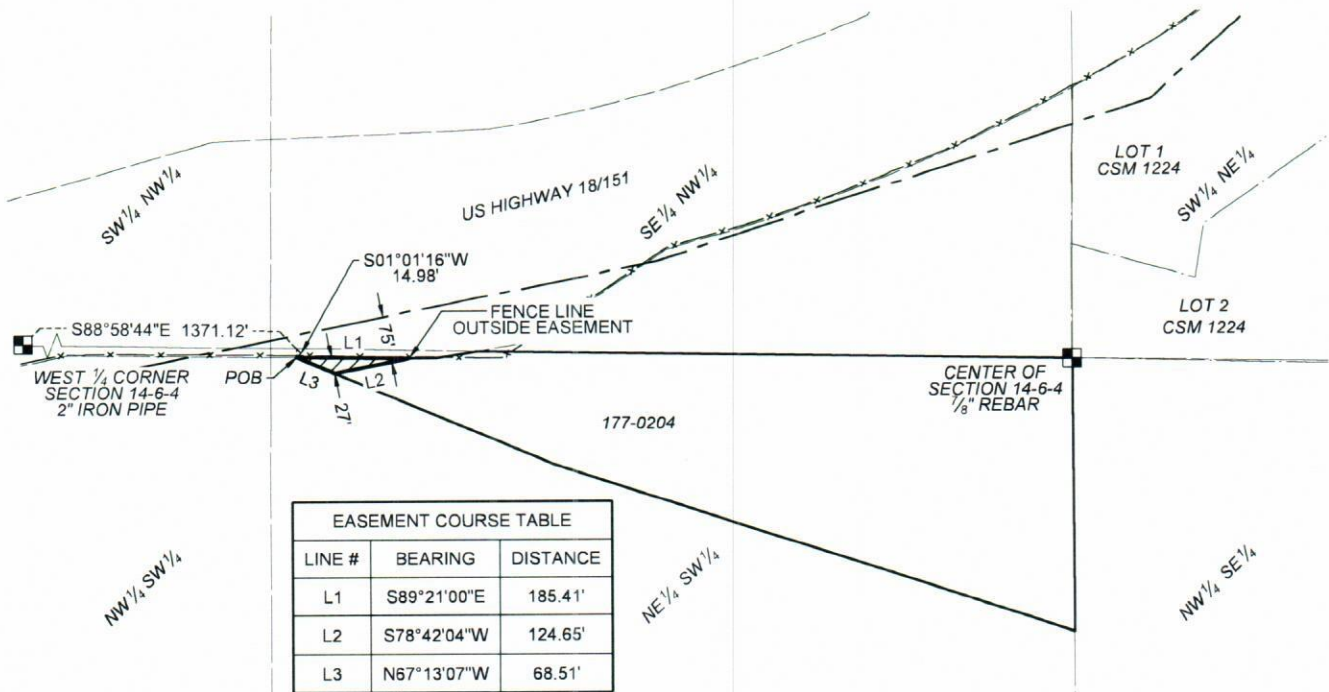 LOT 1
CSM 1224
SW¼ NW¼
US HIGHWAY 18/151
SE¼ NW¼
SW¼ NE¼
S01°01'16"W
14.98'
FENCE LINE
OUTSIDE EASEMENT
LOT 2
CSM 1224
S88°58'44"E 1371.12'
L1
75'
WEST ¼ CORNER
SECTION 14-6-4
2" IRON PIPE
POB
L3
L2
27'
CENTER OF
SECTION 14-6-4
⅞" REBAR
177-0204
EASEMENT COURSE TABLE
LINE # BEARING DISTANCE
L1 S89°21'00"E 185.41'
L2 S78°42'04"W 124.65'
L3 N67°13'07"W 68.51'
NW¼ SW¼
NE¼ SW¼
NW¼ SE¼